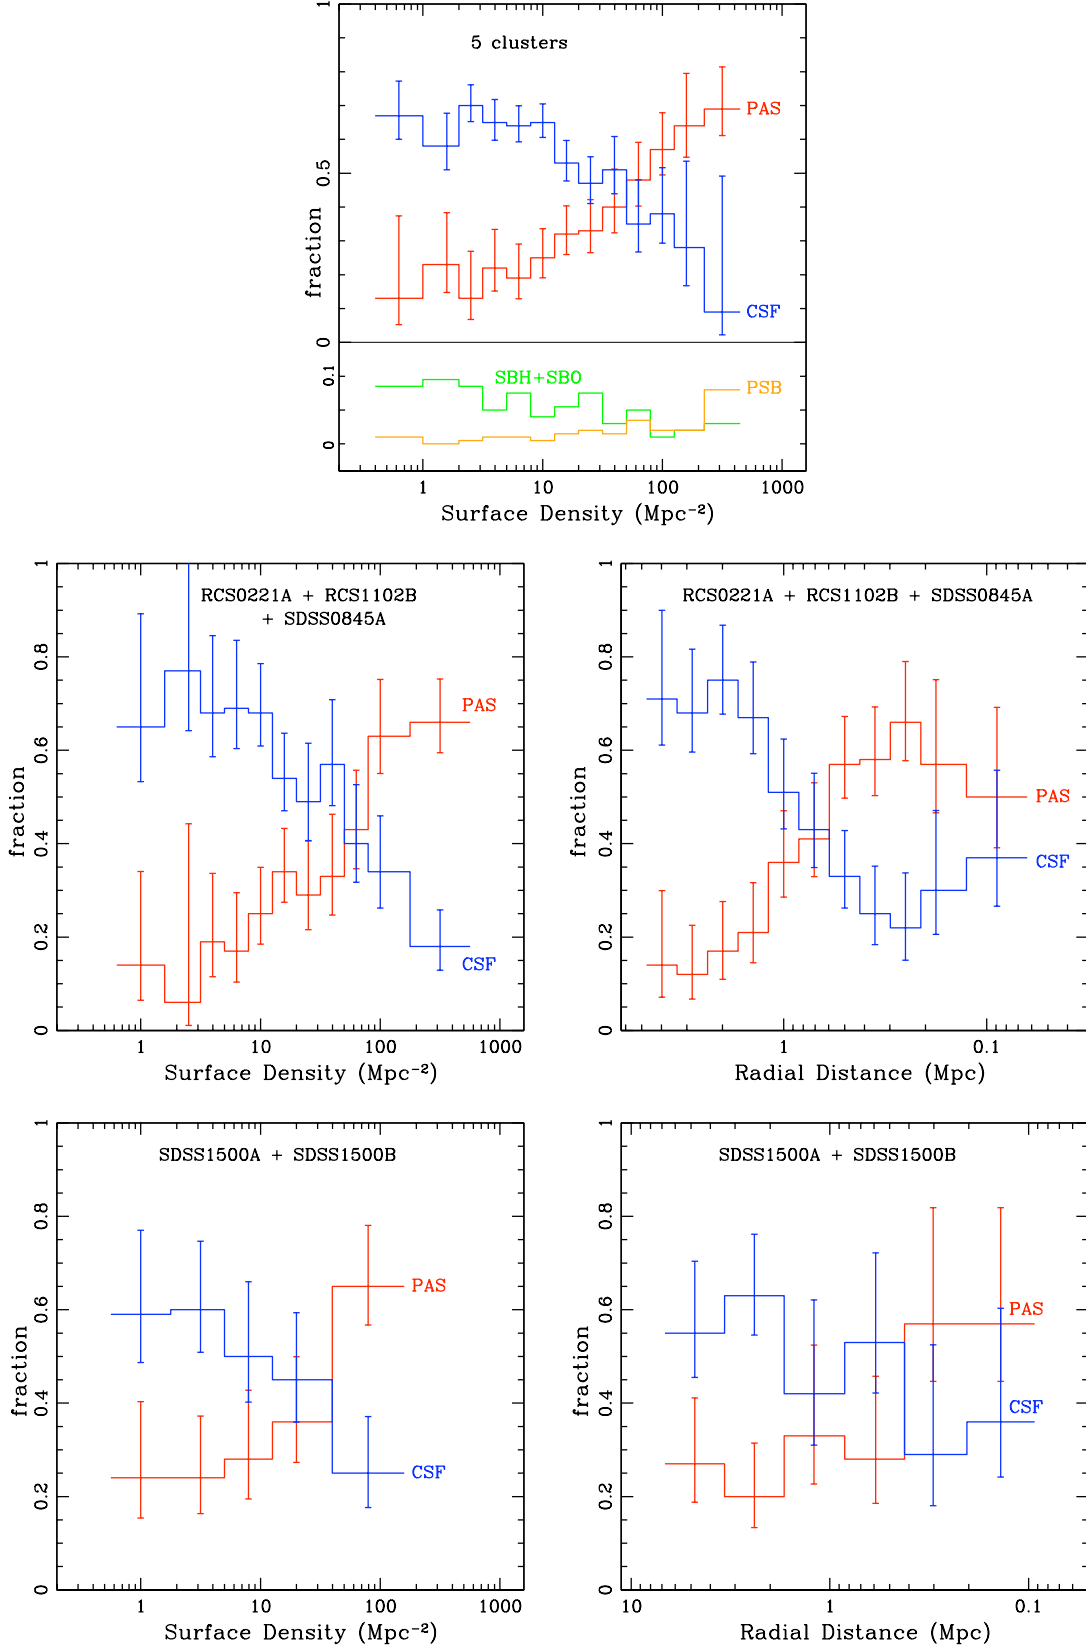 1
5 clusters
PAS
0.5
fraction
CSF
0
0.1
SBH+SBO
PSB
0
1 10 100 1000
Surface Density (Mpc⁻²)
1
RCS0221A + RCS1102B
+ SDSS0845A
0.8
PAS
0.6
fraction
0.4
0.2
CSF
0
1 10 100 1000
Surface Density (Mpc⁻²)
1
RCS0221A + RCS1102B + SDSS0845A
0.8
0.6
PAS
fraction
0.4
CSF
0.2
0
1 0.1
Radial Distance (Mpc)
1
SDSS1500A + SDSS1500B
0.8
PAS
0.6
fraction
0.4
CSF
0.2
0
1 10 100 1000
Surface Density (Mpc⁻²)
1
SDSS1500A + SDSS1500B
0.8
0.6
PAS
fraction
0.4
CSF
0.2
0
10 1 0.1
Radial Distance (Mpc)